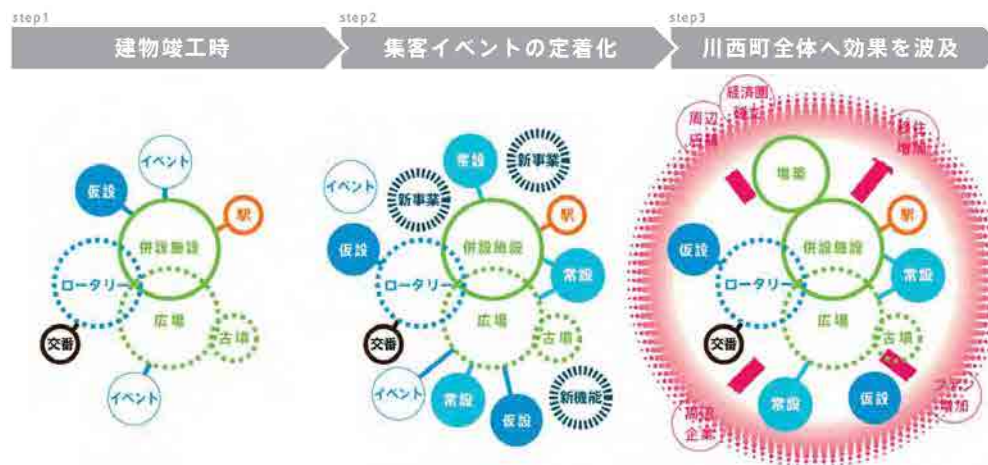 step1
step2
step3
建物竣工時
集客イベントの定着化
川西町全体へ効果を波及
イベント
仮設
駅
併設施設
ロータリー
広場
古墳
交番
イベント
常設
新事業
イベント
新事業
仮設
併設施設
常設
ロータリー
広場
古墳
交番
イベント
常設
仮設
新機能
経済圏
周辺
移住
増加
増築
駅
仮設
併設施設
常設
ロータリー
広場
古墳
交番
常設
仮設
ファン
増加
企業